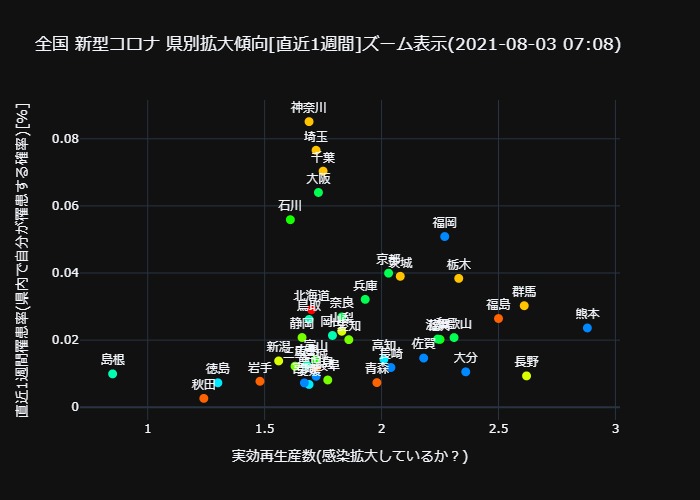 全国 新型コロナ 県別拡大傾向[直近1週間]ズーム表示(2021-08-03 07:08)
直近1週間罹患率(県内で自分が罹患する確率)[%]
0.08
0.06
0.04
0.02
0
神奈川
埼玉
千葉
大阪
石川
福岡
京都
茨城
栃木
兵庫
北海道
鳥取
奈良
群馬
福島
熊本
静岡
山梨
高知
佐賀
新潟
富山
長崎
島根
徳島
秋田
岩手
青森
大分
長野
1
1.5
2
2.5
3
実効再生産数(感染拡大しているか？)